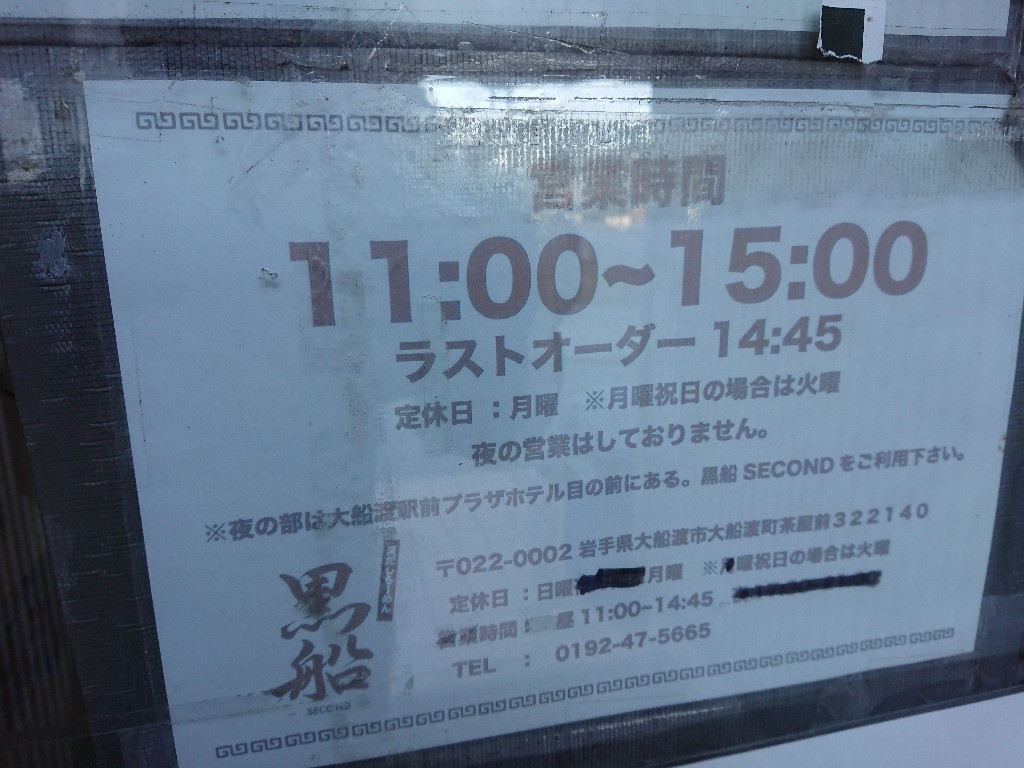 営業時間
11:00~15:00
ラストオーダー 14:45
定休日 :月曜 ※月曜祝日の場合は火曜
夜の営業はしておりません。
※夜の部は大船渡駅前プラザホテル目の前にある。黒船 SECOND をご利用下さい。
〒022-0002 岩手県大船渡市大船渡町茶屋前322140
定休日 :日曜 月曜 ※月曜祝日の場合は火曜
営業時間: 昼 11:00~14:45
TEL : 0192-47-5665
黒船
SECOND